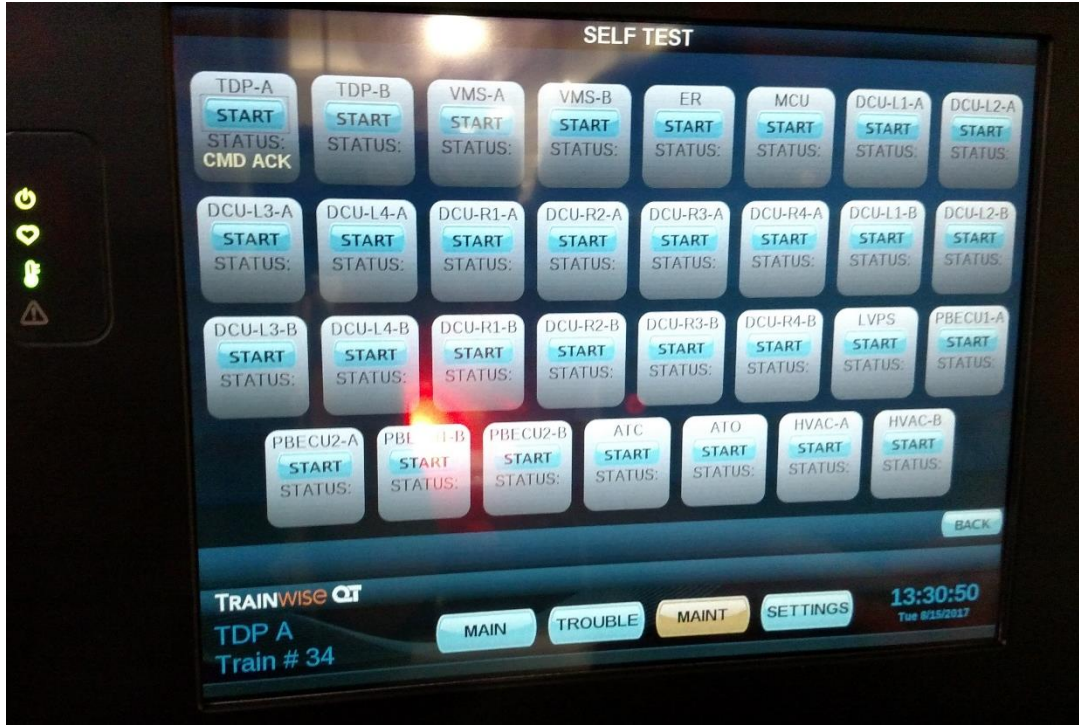 SELF TEST
TDP-A TDP-B VMS-A VMS-B ER MCU DCU-L1-A DCU-L2-A
START START START START START START START START
STATUS: STATUS: STATUS: STATUS: STATUS: STATUS: STATUS: STATUS:
CMD ACK
DCU-L3-A DCU-L4-A DCU-R1-A DCU-R2-A DCU-R3-A DCU-R4-A DCU-L1-B DCU-L2-B
START START START START START START START START
STATUS: STATUS: STATUS: STATUS: STATUS: STATUS: STATUS: STATUS:
DCU-L3-B DCU-L4-B DCU-R1-B DCU-R2-B DCU-R3-B DCU-R4-B LVPS PBECU1-A
START START START START START START START START
STATUS: STATUS: STATUS: STATUS: STATUS: STATUS: STATUS: STATUS:
PBECU2-A PBECU1-B PBECU2-B ATC ATO HVAC-A HVAC-B
START START START START START START START
STATUS: STATUS: STATUS: STATUS: STATUS: STATUS: STATUS:
BACK
TRAINWISE QT
TDP A
Train # 34
MAIN TROUBLE MAINT SETTINGS
13:30:50
Tue 8/15/2017